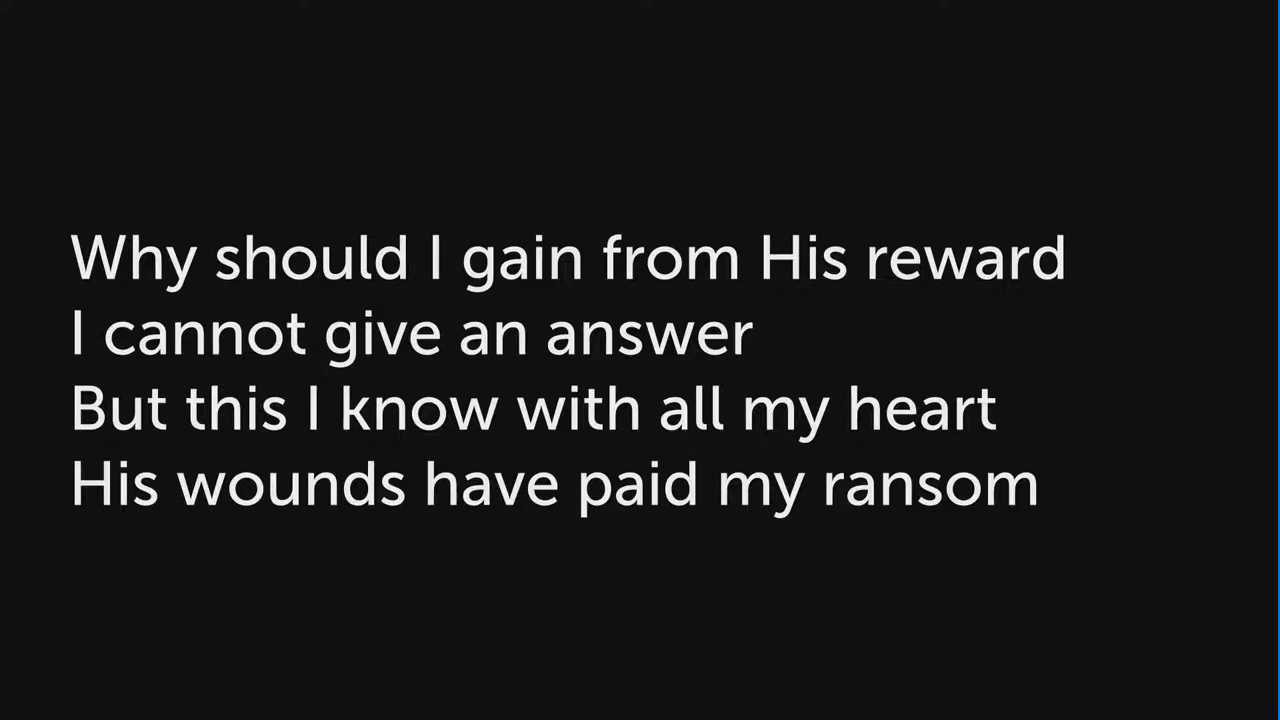 Why should I gain from His reward
I cannot give an answer
But this I know with all my heart
His wounds have paid my ransom